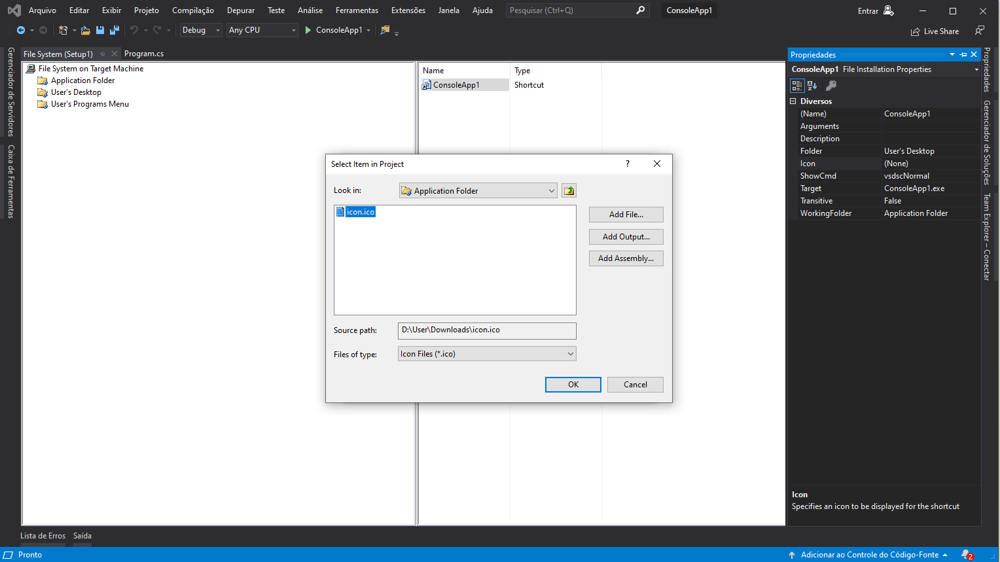 Arquivo Editar Exibir Projeto Compilação Depurar Teste Análise Ferramentas Extensões Janela Ajuda Pesquisar (Ctrl+Q) ConsoleApp1 Entrar
Debug Any CPU ConsoleApp1 Live Share
Gerenciador de Servidores
Caixa de Ferramentas
File System (Setup1) Program.cs
File System on Target Machine
Application Folder
User's Desktop
User's Programs Menu
Name Type
ConsoleApp1 Shortcut
Select Item in Project ?
Look in: Application Folder
icon.ico
Add File...
Add Output...
Add Assembly...
Source path: D:\User\Downloads\icon.ico
Files of type: Icon Files (*.ico)
OK Cancel
Propriedades
ConsoleApp1 File Installation Properties
Diversos
(Name) ConsoleApp1
Arguments
Description
Folder User's Desktop
Icon (None)
ShowCmd vsdscNormal
Target ConsoleApp1.exe
Transitive False
WorkingFolder Application Folder
Icon
Specifies an icon to be displayed for the shortcut
Propriedades
Gerenciador de Soluções
Team Explorer – Conectar
Lista de Erros Saída
Pronto Adicionar ao Controle do Código-Fonte 2